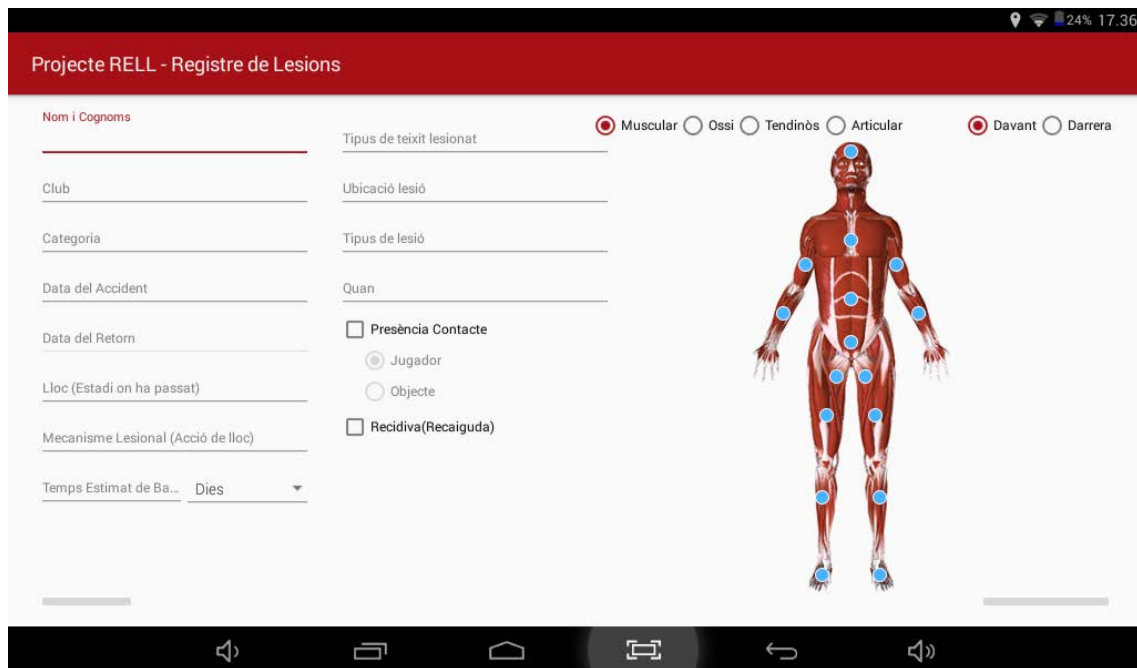 24% 17.36
Projecte RELL - Registre de Lesions
Nom i Cognoms
Club
Categoria
Data del Accident
Data del Retorn
Lloc (Estadi on ha passat)
Mecanisme Lesional (Acció de lloc)
Temps Estimat de Ba... Dies
Tipus de teixit lesionat
Ubicació lesió
Tipus de lesió
Quan
Presència Contacte
Jugador
Objecte
Recidiva(Recaiguda)
Muscular Ossi Tendinòs Articular
Davant Darrera